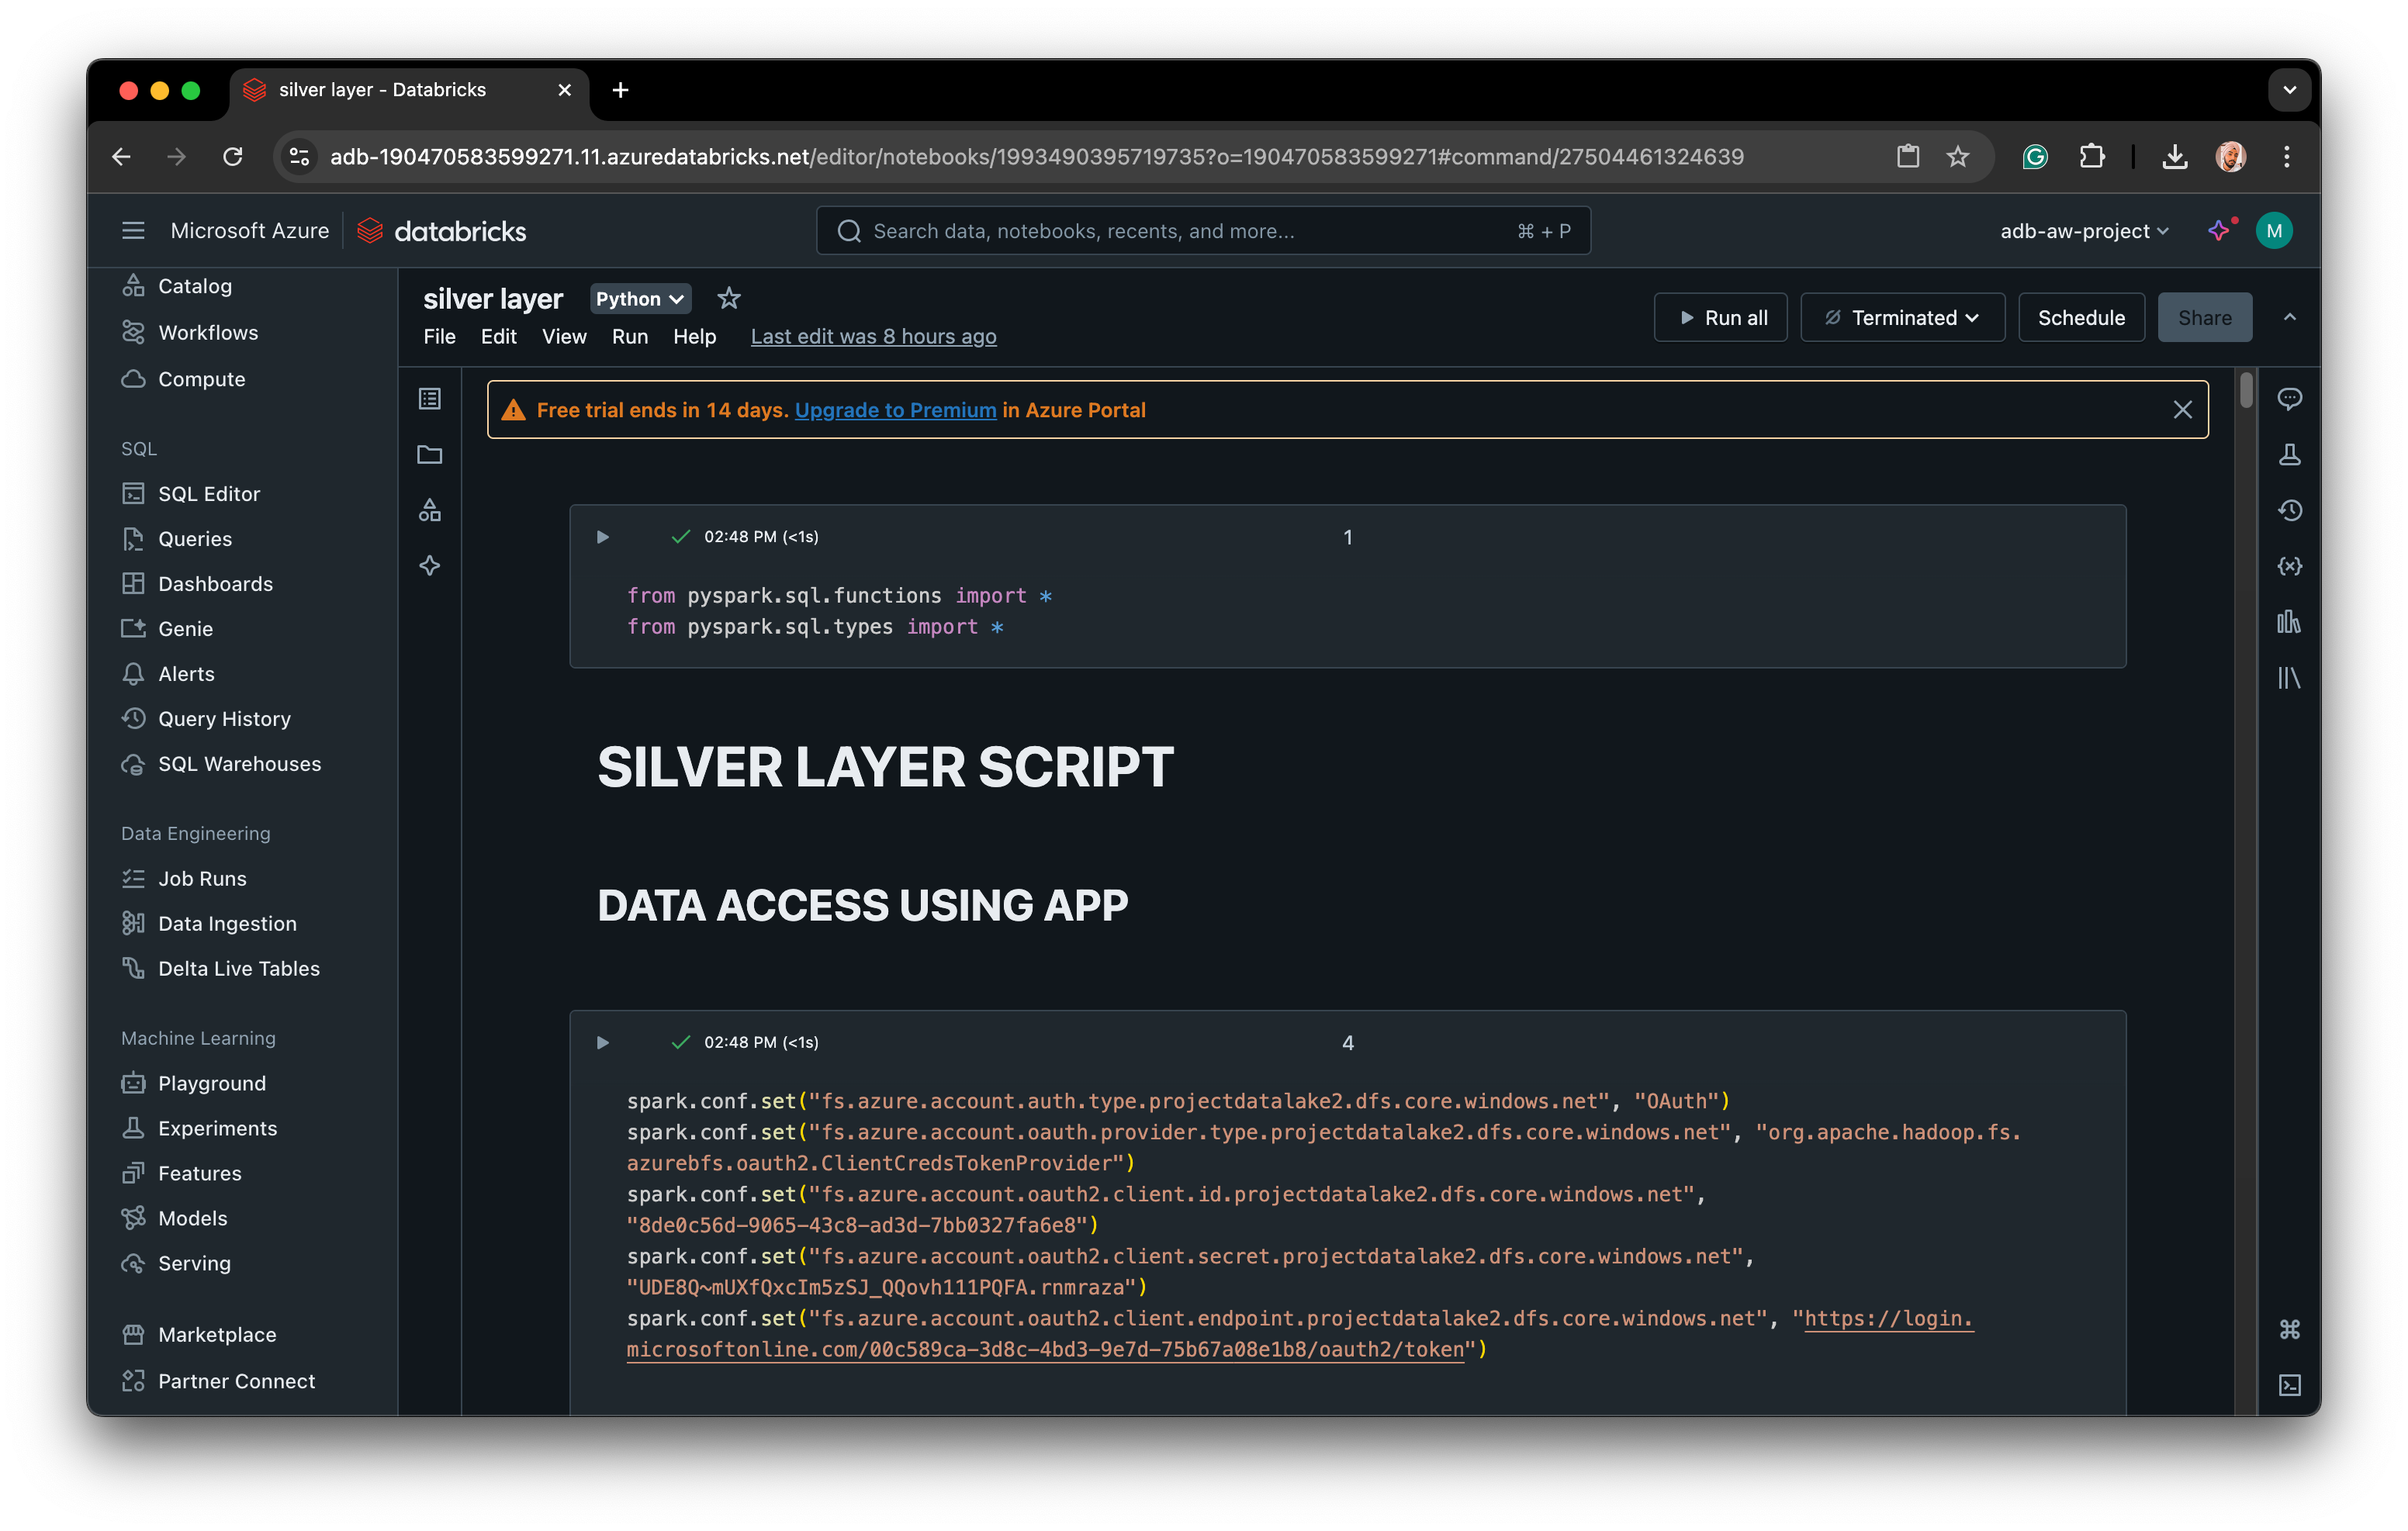 silver layer - Databricks
adb-190470583599271.11.azuredatabricks.net/editor/notebooks/1993490395719735?o=190470583599271#command/27504461324639
Microsoft Azure
databricks
Search data, notebooks, recents, and more...
⌘ + P
adb-aw-project
M
Catalog
Workflows
Compute
SQL
SQL Editor
Queries
Dashboards
Genie
Alerts
Query History
SQL Warehouses
Data Engineering
Job Runs
Data Ingestion
Delta Live Tables
Machine Learning
Playground
Experiments
Features
Models
Serving
Marketplace
Partner Connect
silver layer
Python
File Edit View Run Help Last edit was 8 hours ago
Run all
Terminated
Schedule
Share
Free trial ends in 14 days. Upgrade to Premium in Azure Portal
02:48 PM (<1s)
1
from pyspark.sql.functions import *
from pyspark.sql.types import *
SILVER LAYER SCRIPT
DATA ACCESS USING APP
02:48 PM (<1s)
4
spark.conf.set("fs.azure.account.auth.type.projectdatalake2.dfs.core.windows.net", "OAuth")
spark.conf.set("fs.azure.account.oauth.provider.type.projectdatalake2.dfs.core.windows.net", "org.apache.hadoop.fs.
azurebfs.oauth2.ClientCredsTokenProvider")
spark.conf.set("fs.azure.account.oauth2.client.id.projectdatalake2.dfs.core.windows.net",
"8de0c56d-9065-43c8-ad3d-7bb0327fa6e8")
spark.conf.set("fs.azure.account.oauth2.client.secret.projectdatalake2.dfs.core.windows.net",
"UDE8Q~mUXfQxcIm5zSJ_QQovh111PQFA.rnmraza")
spark.conf.set("fs.azure.account.oauth2.client.endpoint.projectdatalake2.dfs.core.windows.net", "https://login.
microsoftonline.com/00c589ca-3d8c-4bd3-9e7d-75b67a08e1b8/oauth2/token")